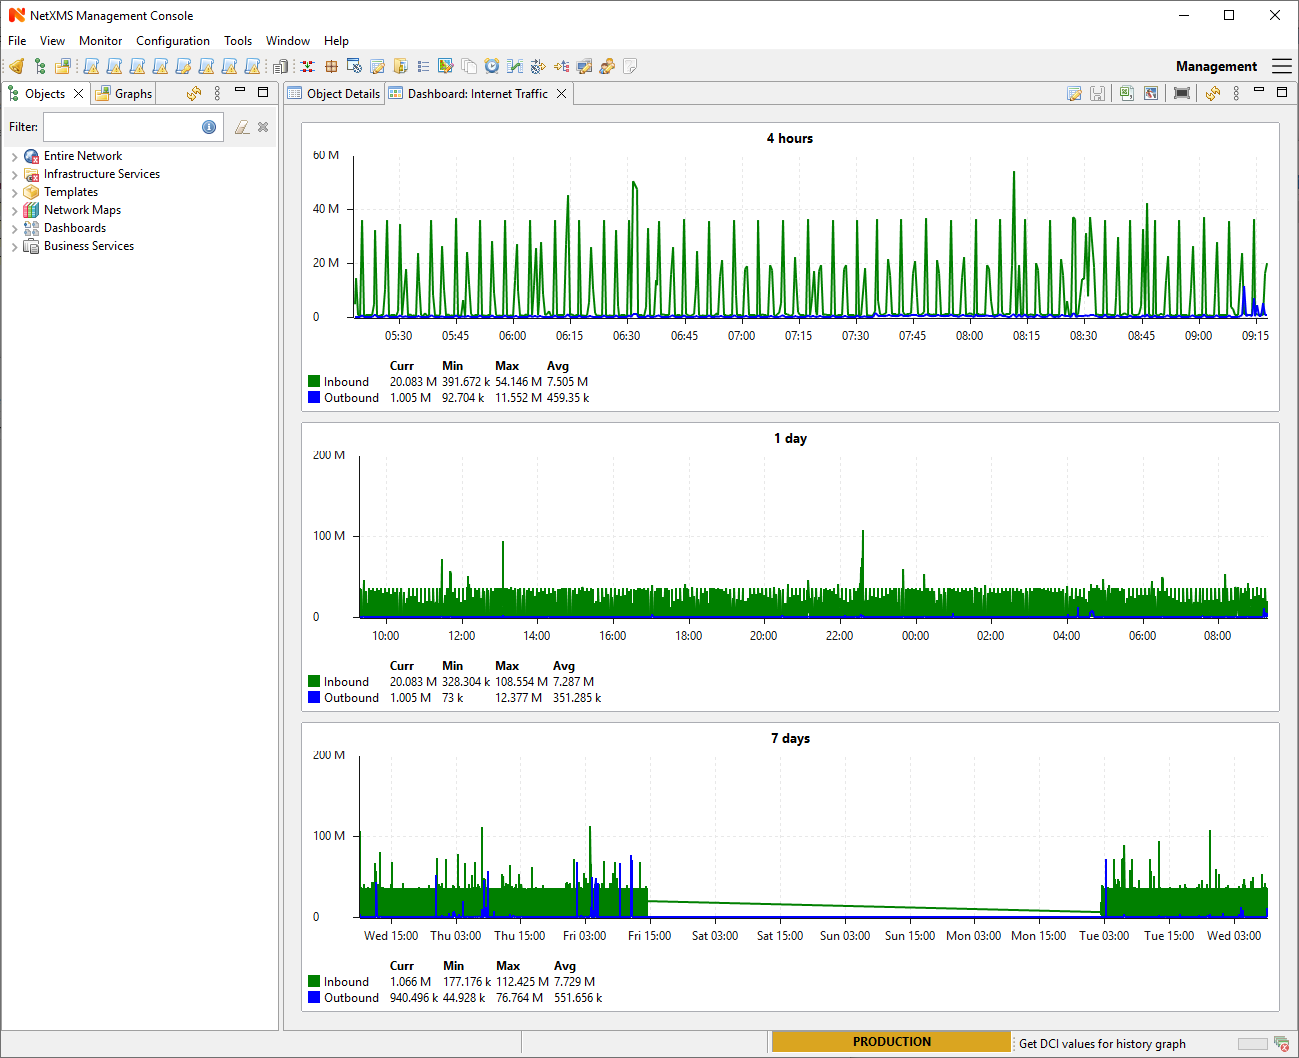 NetXMS Management Console
File View Monitor Configuration Tools Window Help
Management
Objects Graphs
Object Details Dashboard: Internet Traffic
Filter:
Entire Network
Infrastructure Services
Templates
Network Maps
Dashboards
Business Services
4 hours
60 M
40 M
20 M
0
05:30 05:45 06:00 06:15 06:30 06:45 07:00 07:15 07:30 07:45 08:00 08:15 08:30 08:45 09:00 09:15
Curr Min Max Avg
Inbound 20.083 M 391.672 k 54.146 M 7.505 M
Outbound 1.005 M 92.704 k 11.552 M 459.35 k
1 day
200 M
100 M
0
10:00 12:00 14:00 16:00 18:00 20:00 22:00 00:00 02:00 04:00 06:00 08:00
Curr Min Max Avg
Inbound 20.083 M 328.304 k 108.554 M 7.287 M
Outbound 1.005 M 73 k 12.377 M 351.285 k
7 days
200 M
100 M
0
Wed 15:00 Thu 03:00 Thu 15:00 Fri 03:00 Fri 15:00 Sat 03:00 Sat 15:00 Sun 03:00 Sun 15:00 Mon 03:00 Mon 15:00 Tue 03:00 Tue 15:00 Wed 03:00
Curr Min Max Avg
Inbound 1.066 M 177.176 k 112.425 M 7.729 M
Outbound 940.496 k 44.928 k 76.764 M 551.656 k
PRODUCTION
Get DCI values for history graph